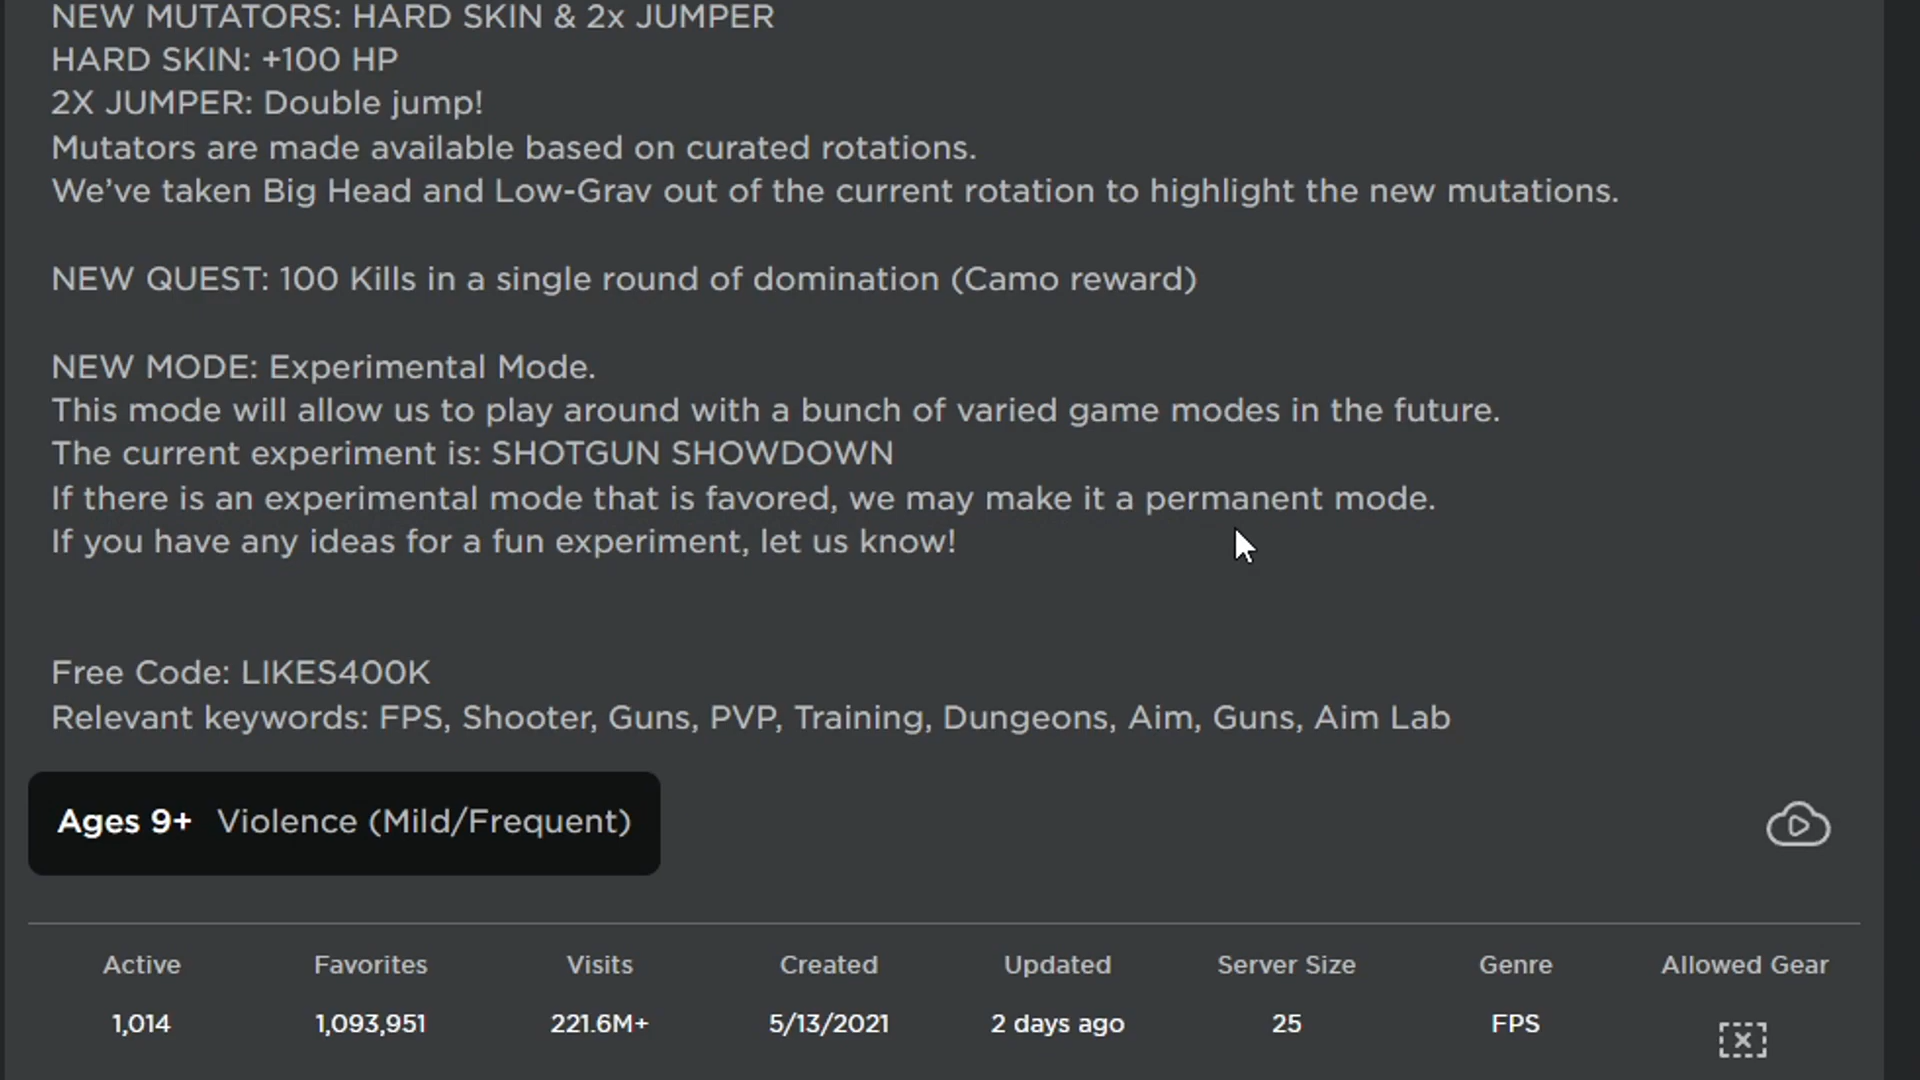 NEW MUTATORS: HARD SKIN & 2x JUMPER
HARD SKIN: +100 HP
2X JUMPER: Double jump!
Mutators are made available based on curated rotations.
We’ve taken Big Head and Low-Grav out of the current rotation to highlight the new mutations.
NEW QUEST: 100 Kills in a single round of domination (Camo reward)
NEW MODE: Experimental Mode.
This mode will allow us to play around with a bunch of varied game modes in the future.
The current experiment is: SHOTGUN SHOWDOWN
If there is an experimental mode that is favored, we may make it a permanent mode.
If you have any ideas for a fun experiment, let us know!
Free Code: LIKES400K
Relevant keywords: FPS, Shooter, Guns, PVP, Training, Dungeons, Aim, Guns, Aim Lab
Ages 9+ Violence (Mild/Frequent)
Active Favorites Visits Created Updated Server Size Genre Allowed Gear
1,014 1,093,951 221.6M+ 5/13/2021 2 days ago 25 FPS